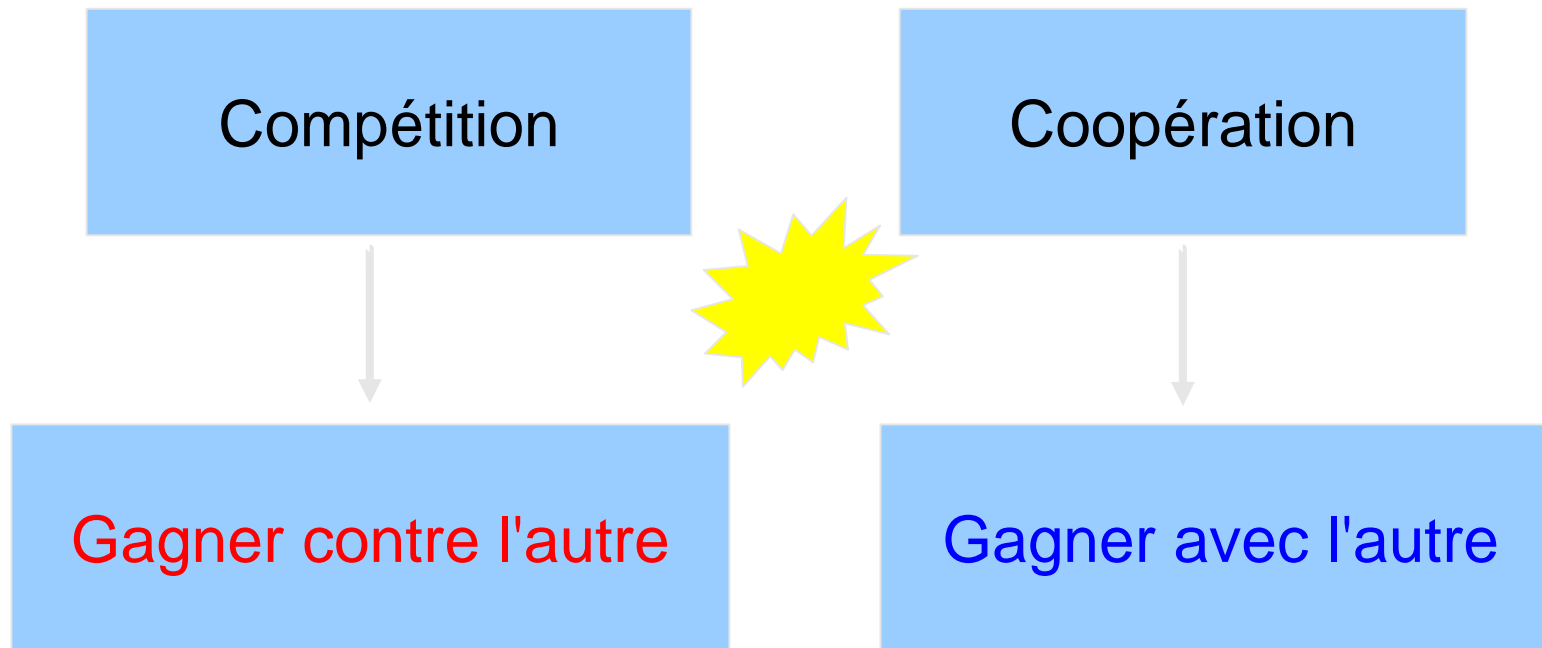 Compétition
Coopération
Gagner contre l'autre
Gagner avec l'autre